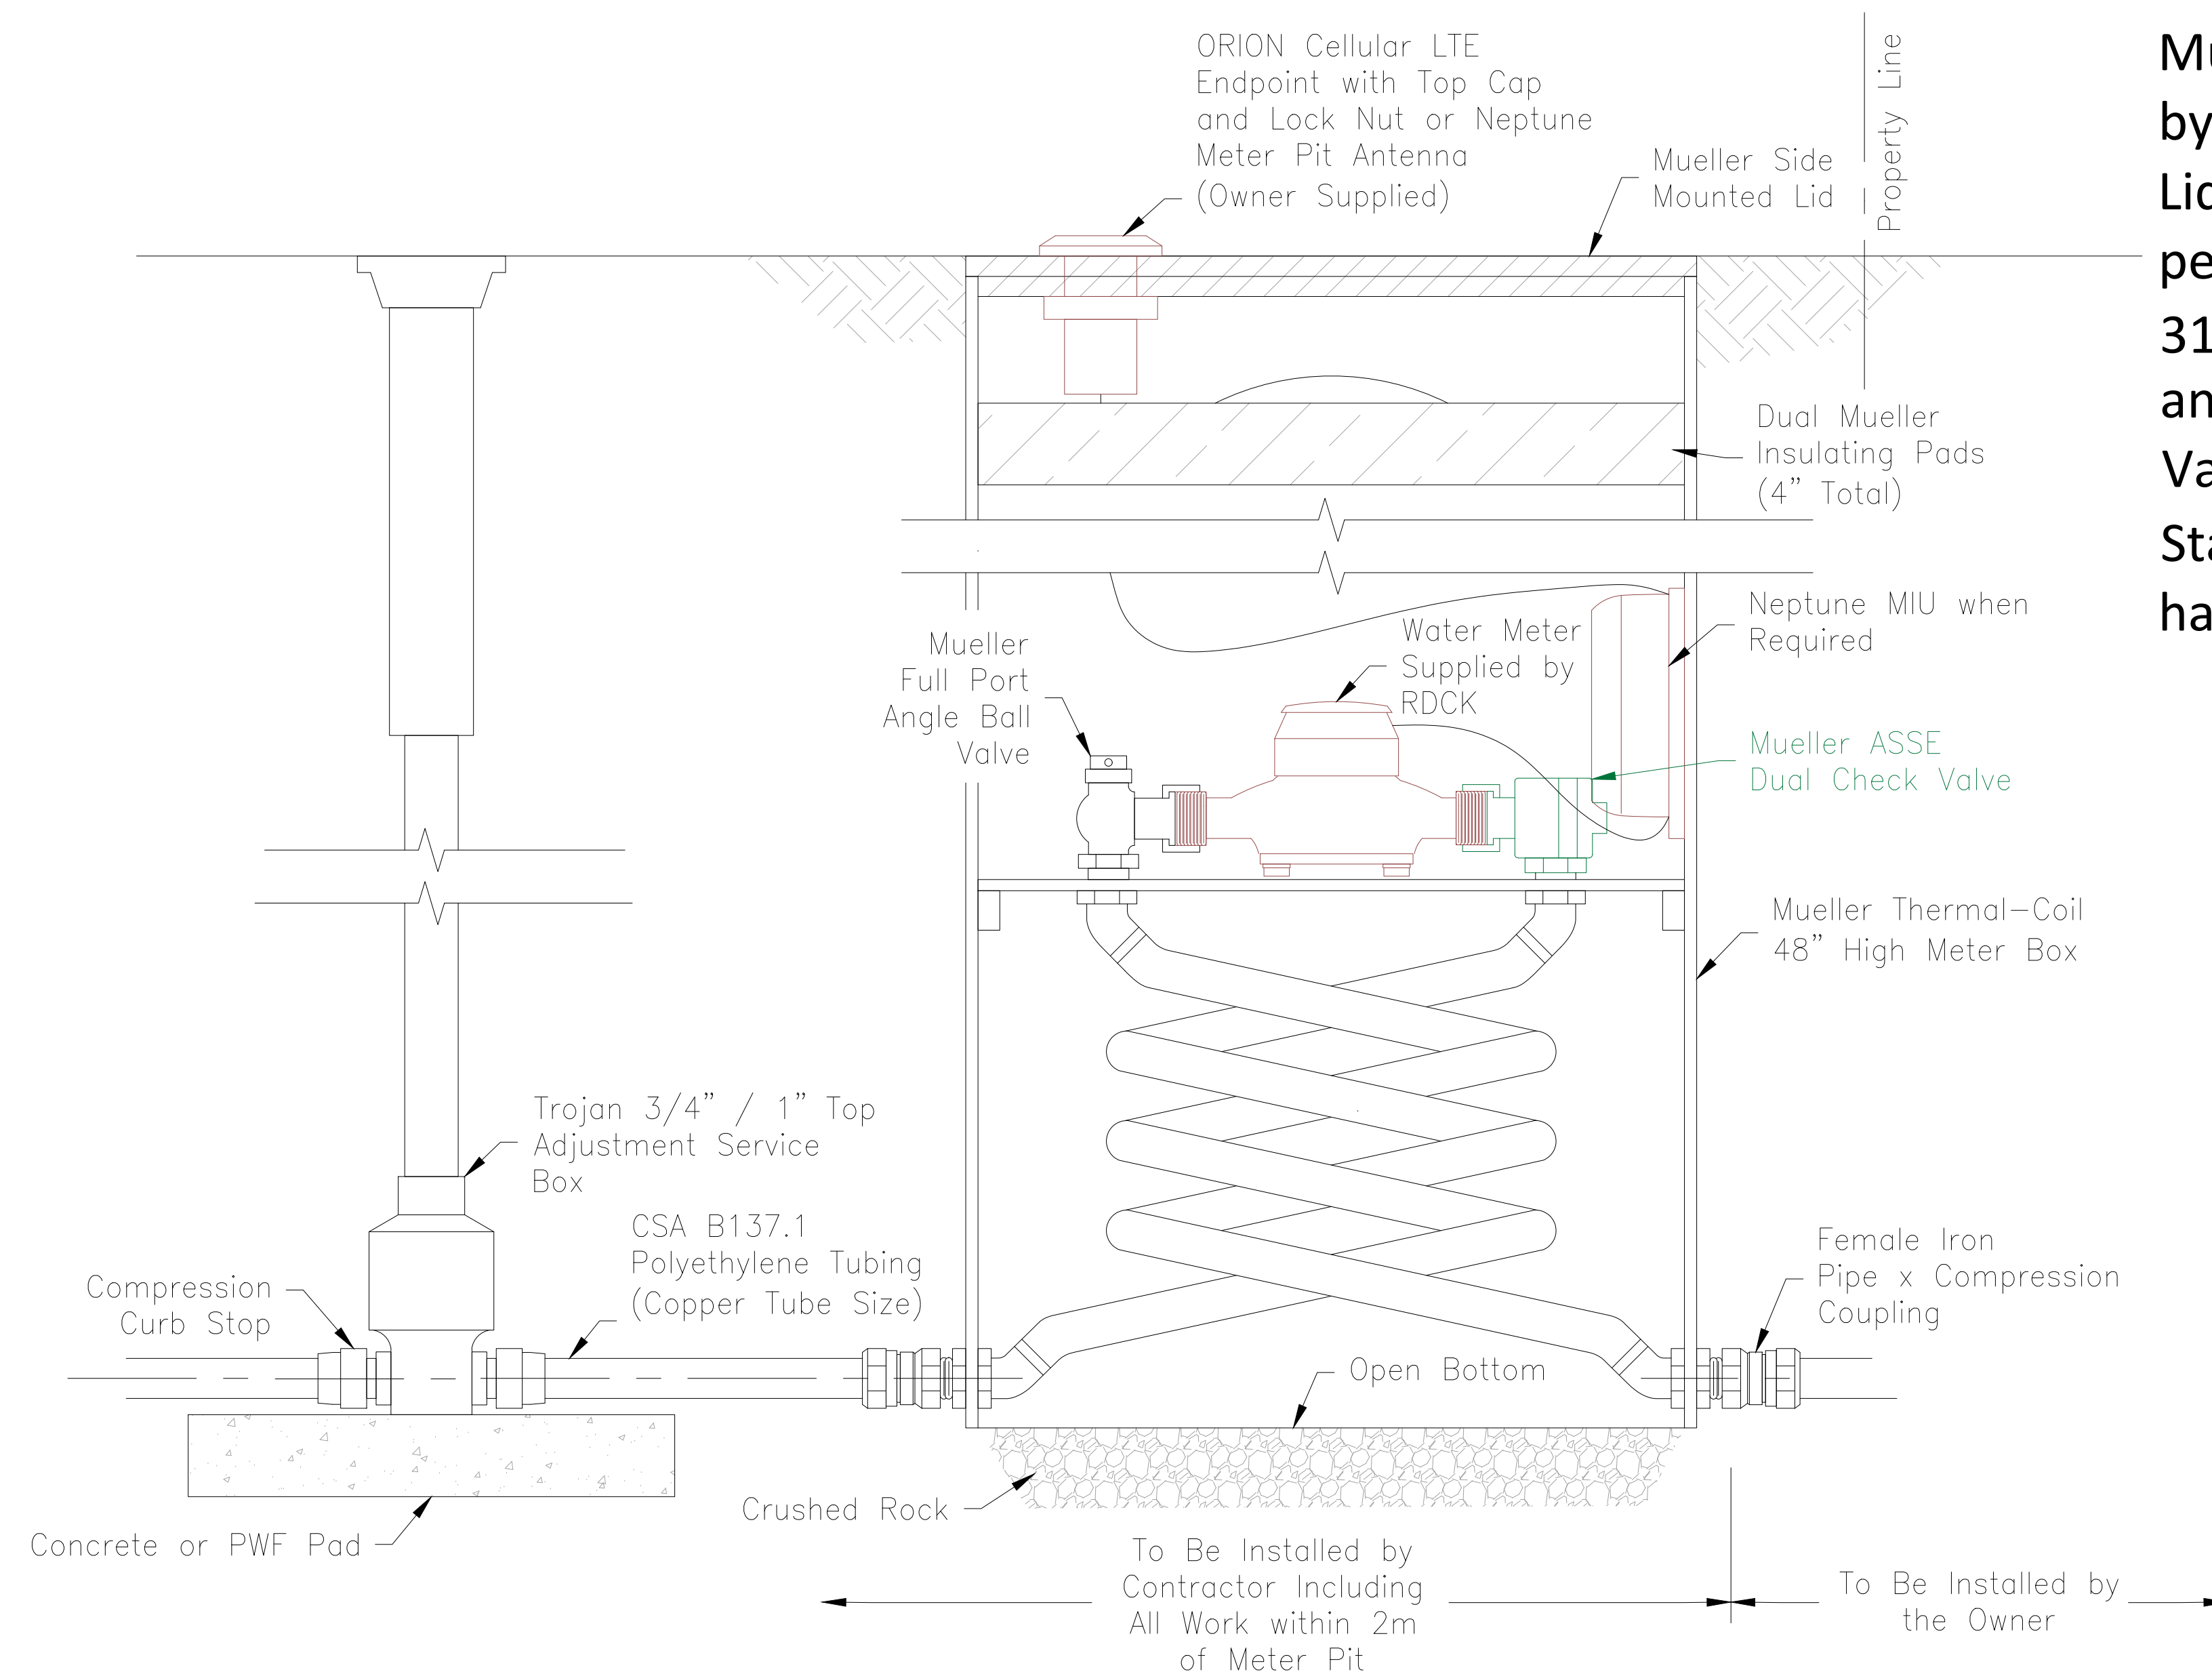 ORION Cellular LTE
Endpoint with Top Cap
and Lock Nut or Neptune
Meter Pit Antenna
(Owner Supplied)
Mueller Side
Mounted Lid
Property Line
Dual Mueller
Insulating Pads
(4” Total)
Mueller
Full Port
Angle Ball
Valve
Water Meter
Supplied by
RDCK
Neptune MIU when
Required
Mueller ASSE
Dual Check Valve
Mueller Thermal-Coil
48” High Meter Box
Trojan 3/4” / 1” Top
Adjustment Service
Box
CSA B137.1
Polyethylene Tubing
(Copper Tube Size)
Compression
Curb Stop
Female Iron
Pipe x Compression
Coupling
Open Bottom
Crushed Rock
Concrete or PWF Pad
To Be Installed by
Contractor Including
All Work within 2m
of Meter Pit
To Be Installed by
the Owner
by
31